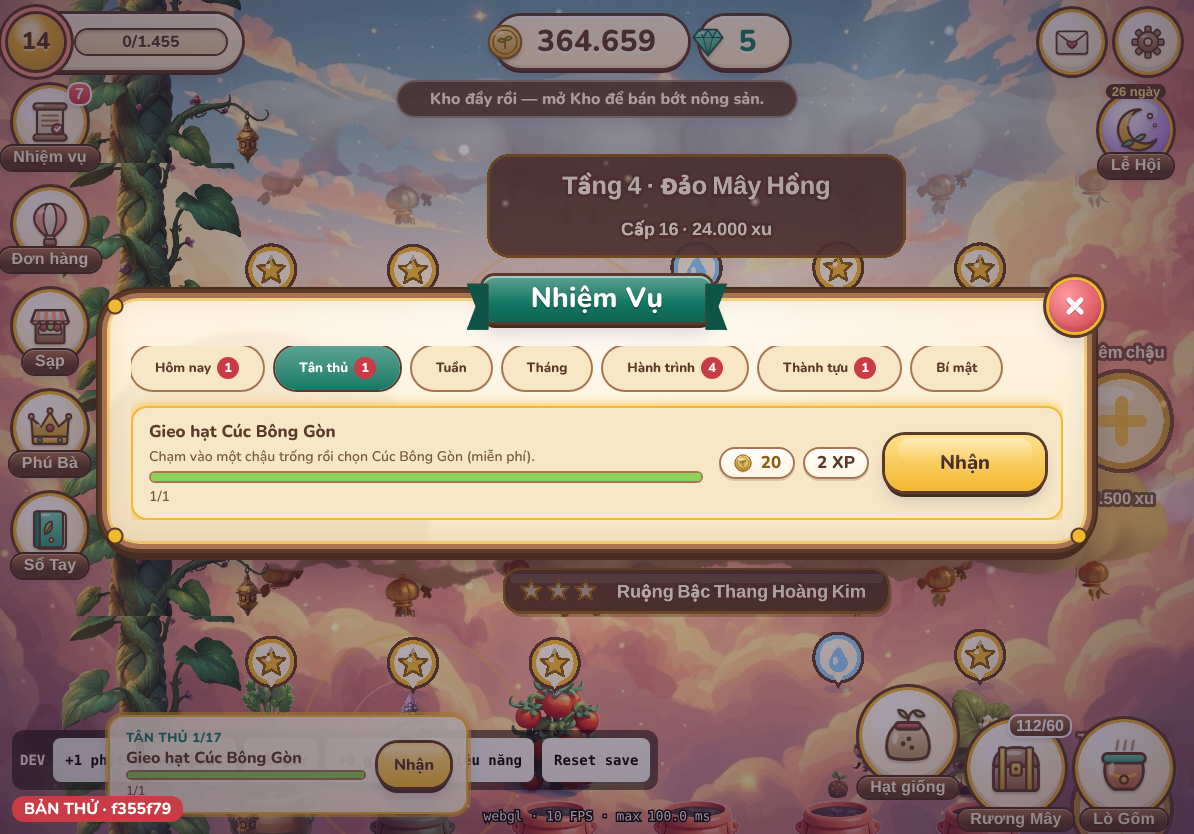 14
0/1.455
364.659
5
Kho đầy rồi — mở Kho để bán bớt nông sản.
26 ngày
Lễ Hội
7
Nhiệm vụ
Tầng 4 · Đảo Mây Hồng
Cấp 16 · 24.000 xu
Đơn hàng
Nhiệm Vụ
Sạp
êm chậu
Hôm nay 1
Tân thủ 1
Tuần
Tháng
Hành trình 4
Thành tựu 1
Bí mật
Gieo hạt Cúc Bông Gòn
Chạm vào một chậu trống rồi chọn Cúc Bông Gòn (miễn phí).
1/1
20
2 XP
Nhận
Phú Bà
.500 xu
Sổ Tay
Ruộng Bậc Thang Hoàng Kim
TÂN THỦ 1/17
Gieo hạt Cúc Bông Gòn
1/1
Nhận
DEV
+1 ph
ệu năng
Reset save
112/60
Hạt giống
Rương Mây
Lò Gốm
BẢN THỬ · f355f79
webgl · 10 FPS · max 100.0 ms